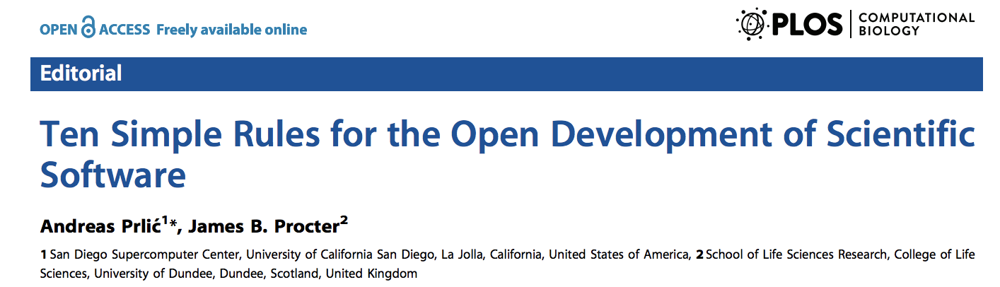 OPEN ACCESS Freely available online
PLOS COMPUTATIONAL
BIOLOGY
Editorial
Ten Simple Rules for the Open Development of Scientific
Software
Andreas Prlić1*, James B. Procter2
1 San Diego Supercomputer Center, University of California San Diego, La Jolla, California, United States of America, 2 School of Life Sciences Research, College of Life
Sciences, University of Dundee, Dundee, Scotland, United Kingdom